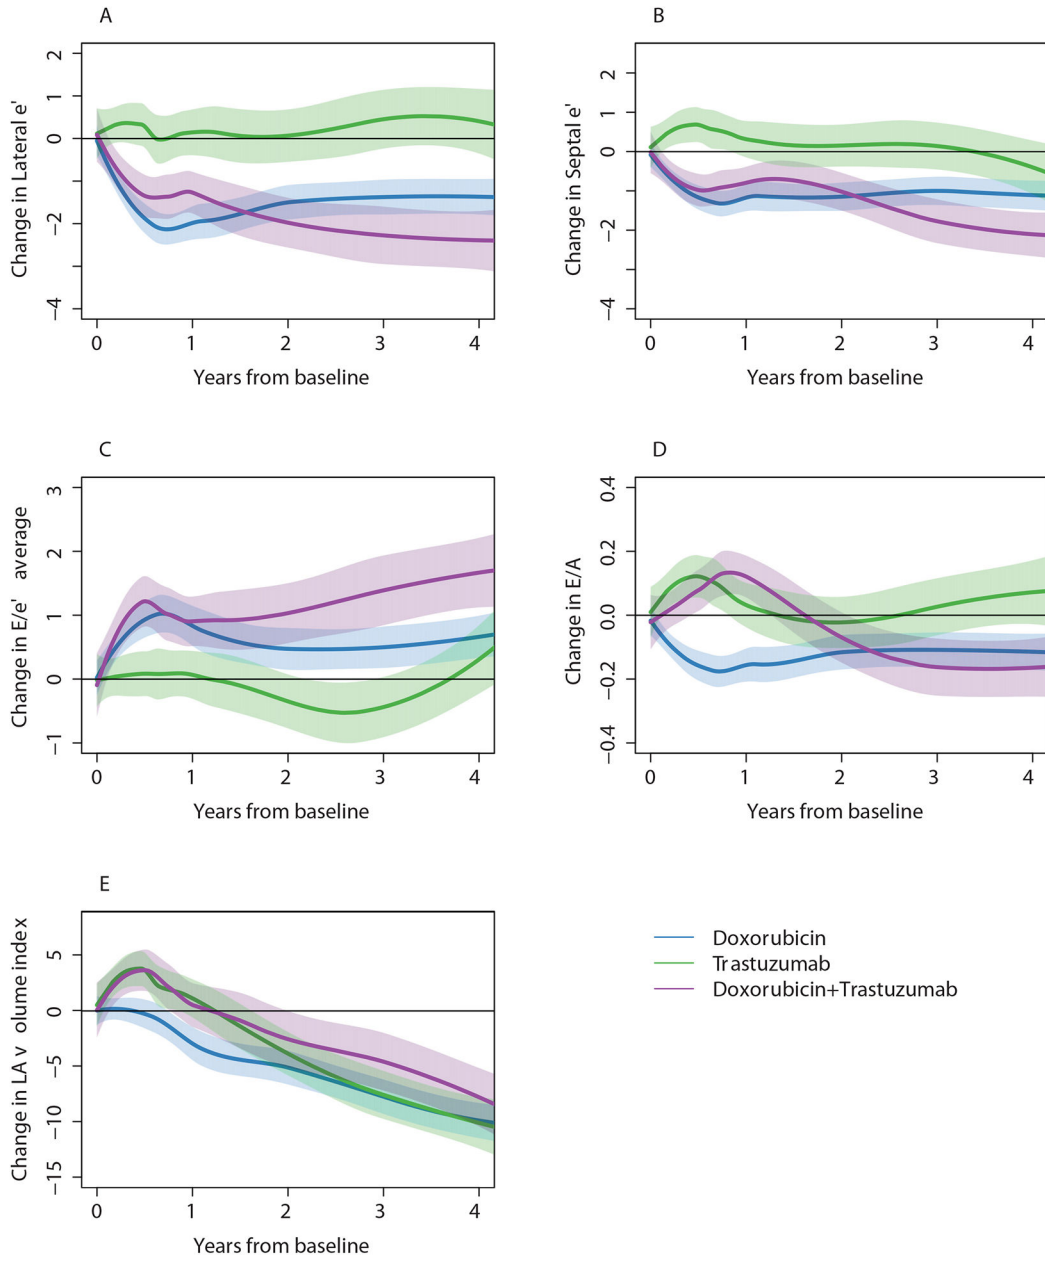 A
Change in Lateral e'
2
1
0
−2
−4
0 1 2 3 4
Years from baseline
B
Change in Septal e'
2
1
0
−2
−4
0 1 2 3 4
Years from baseline
C
Change in E/e' average
3
2
1
0
−1
0 1 2 3 4
Years from baseline
D
Change in E/A
0.4
0.2
0.0
−0.2
−0.4
0 1 2 3 4
Years from baseline
E
Change in LA v olume index
5
0
−5
−10
−15
0 1 2 3 4
Years from baseline
Doxorubicin
Trastuzumab
Doxorubicin+Trastuzumab